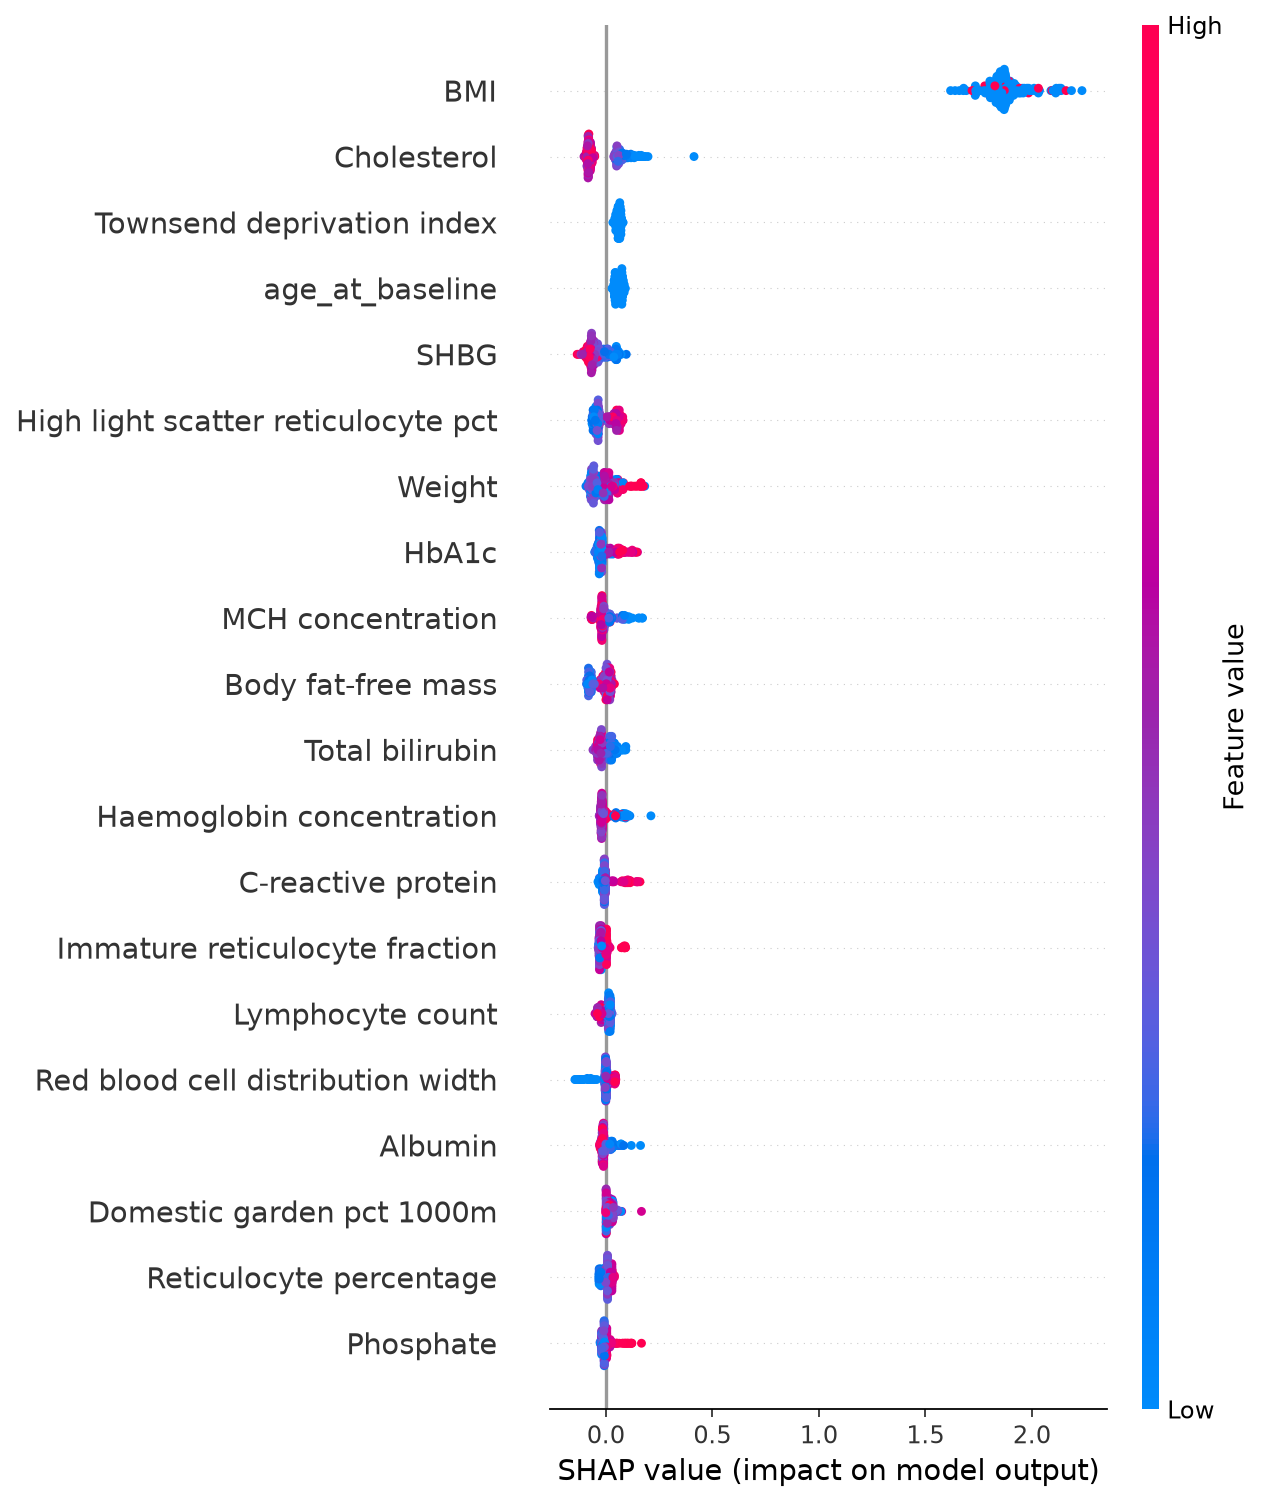 High
BMI
Cholesterol
Townsend deprivation index
age_at_baseline
SHBG
High light scatter reticulocyte pct
Weight
HbA1c
MCH concentration
Body fat-free mass
Total bilirubin
Haemoglobin concentration
C-reactive protein
Immature reticulocyte fraction
Lymphocyte count
Red blood cell distribution width
Albumin
Domestic garden pct 1000m
Reticulocyte percentage
Phosphate
Feature value
Low
0.0 0.5 1.0 1.5 2.0
SHAP value (impact on model output)